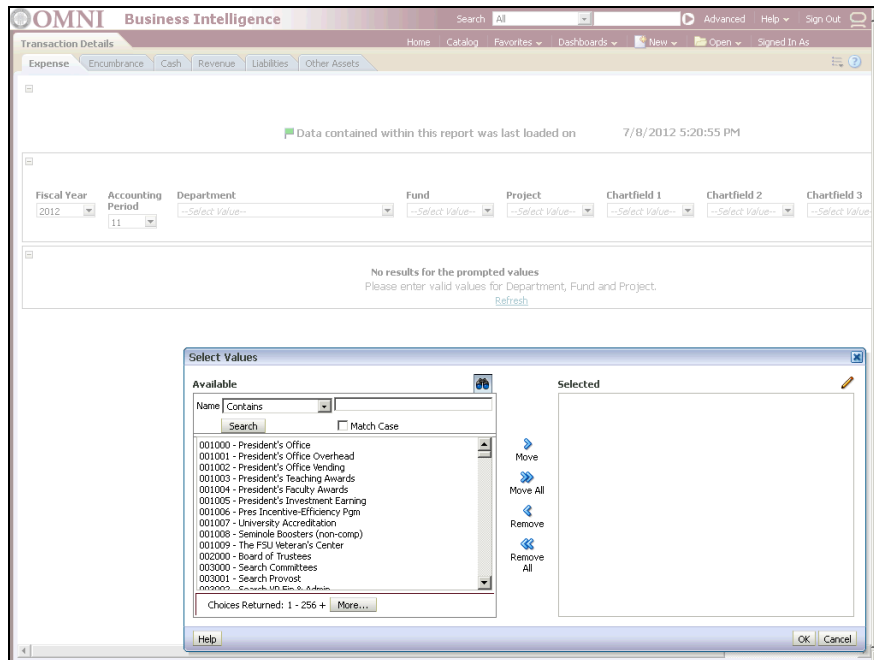 OMNI Business Intelligence
Search All Advanced Help Sign Out
Transaction Details
Home Catalog Favorites Dashboards New Open Signed In As
Expense Encumbrance Cash Revenue Liabilities Other Assets
Data contained within this report was last loaded on 7/8/2012 5:20:55 PM
Fiscal Year Accounting Period Department Fund Project Chartfield 1 Chartfield 2 Chartfield 3
2012 11 --Select Value-- --Select Value-- --Select Value-- --Select Value-- --Select Value-- --Select Value
No results for the prompted values
Please enter valid values for Department, Fund and Project.
Refresh
Select Values
Available
Selected
Name Contains
Search Match Case
001000 - President's Office
001001 - President's Office Overhead
001002 - President's Office Vending
001003 - President's Teaching Awards
001004 - President's Faculty Awards
001005 - President's Investment Earning
001006 - Pres Incentive-Efficiency Pgm
001007 - University Accreditation
001008 - Seminole Boosters (non-comp)
001009 - The FSU Veteran's Center
002000 - Board of Trustees
003000 - Search Committees
003001 - Search Provost
003002 - Search VP Fin & Admin
Move
Move All
Remove
Remove All
Choices Returned: 1 - 256 + More...
Help
OK Cancel